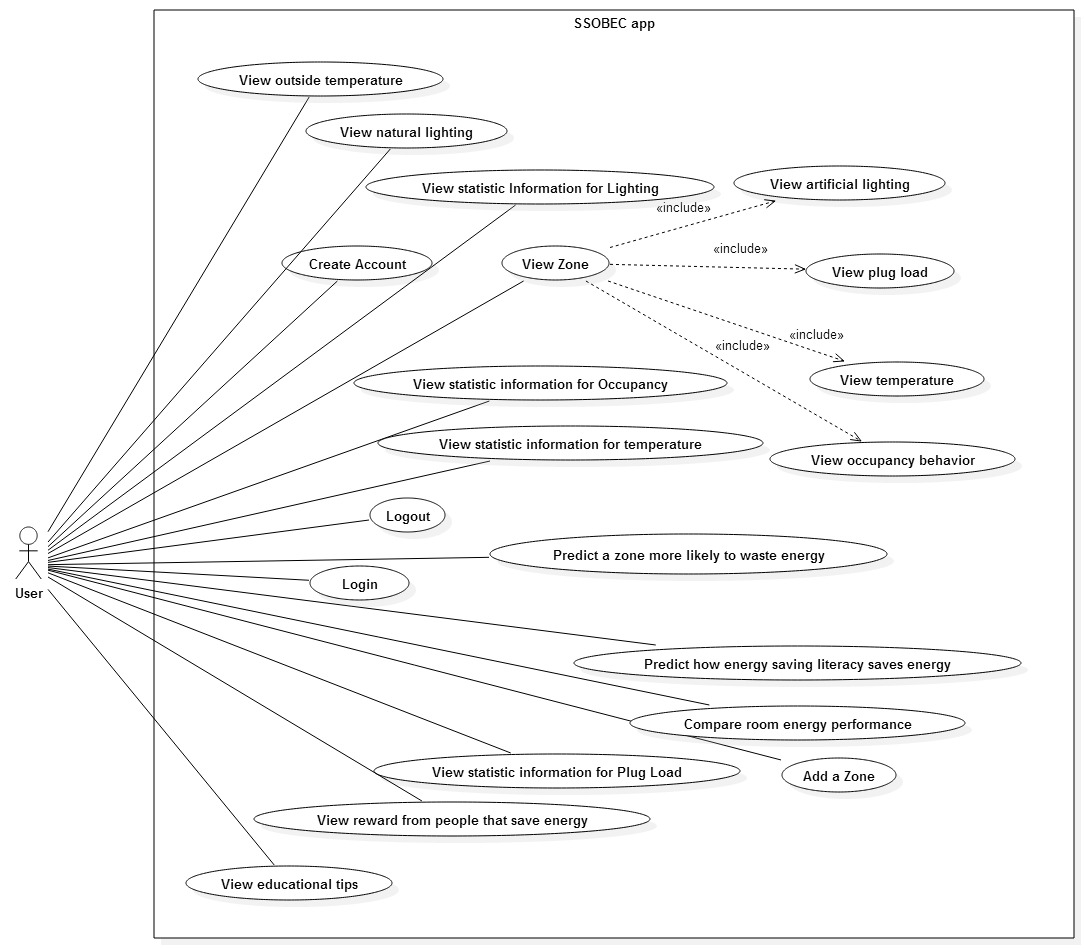 SSOBEC app
View outside temperature
View natural lighting
View statistic Information for Lighting
View artificial lighting
«include»
Create Account
View Zone
«include»
View plug load
«include»
«include»
View temperature
View statistic information for Occupancy
View statistic information for temperature
View occupancy behavior
Logout
Predict a zone more likely to waste energy
Login
User
Predict how energy saving literacy saves energy
Compare room energy performance
View statistic information for Plug Load
Add a Zone
View reward from people that save energy
View educational tips